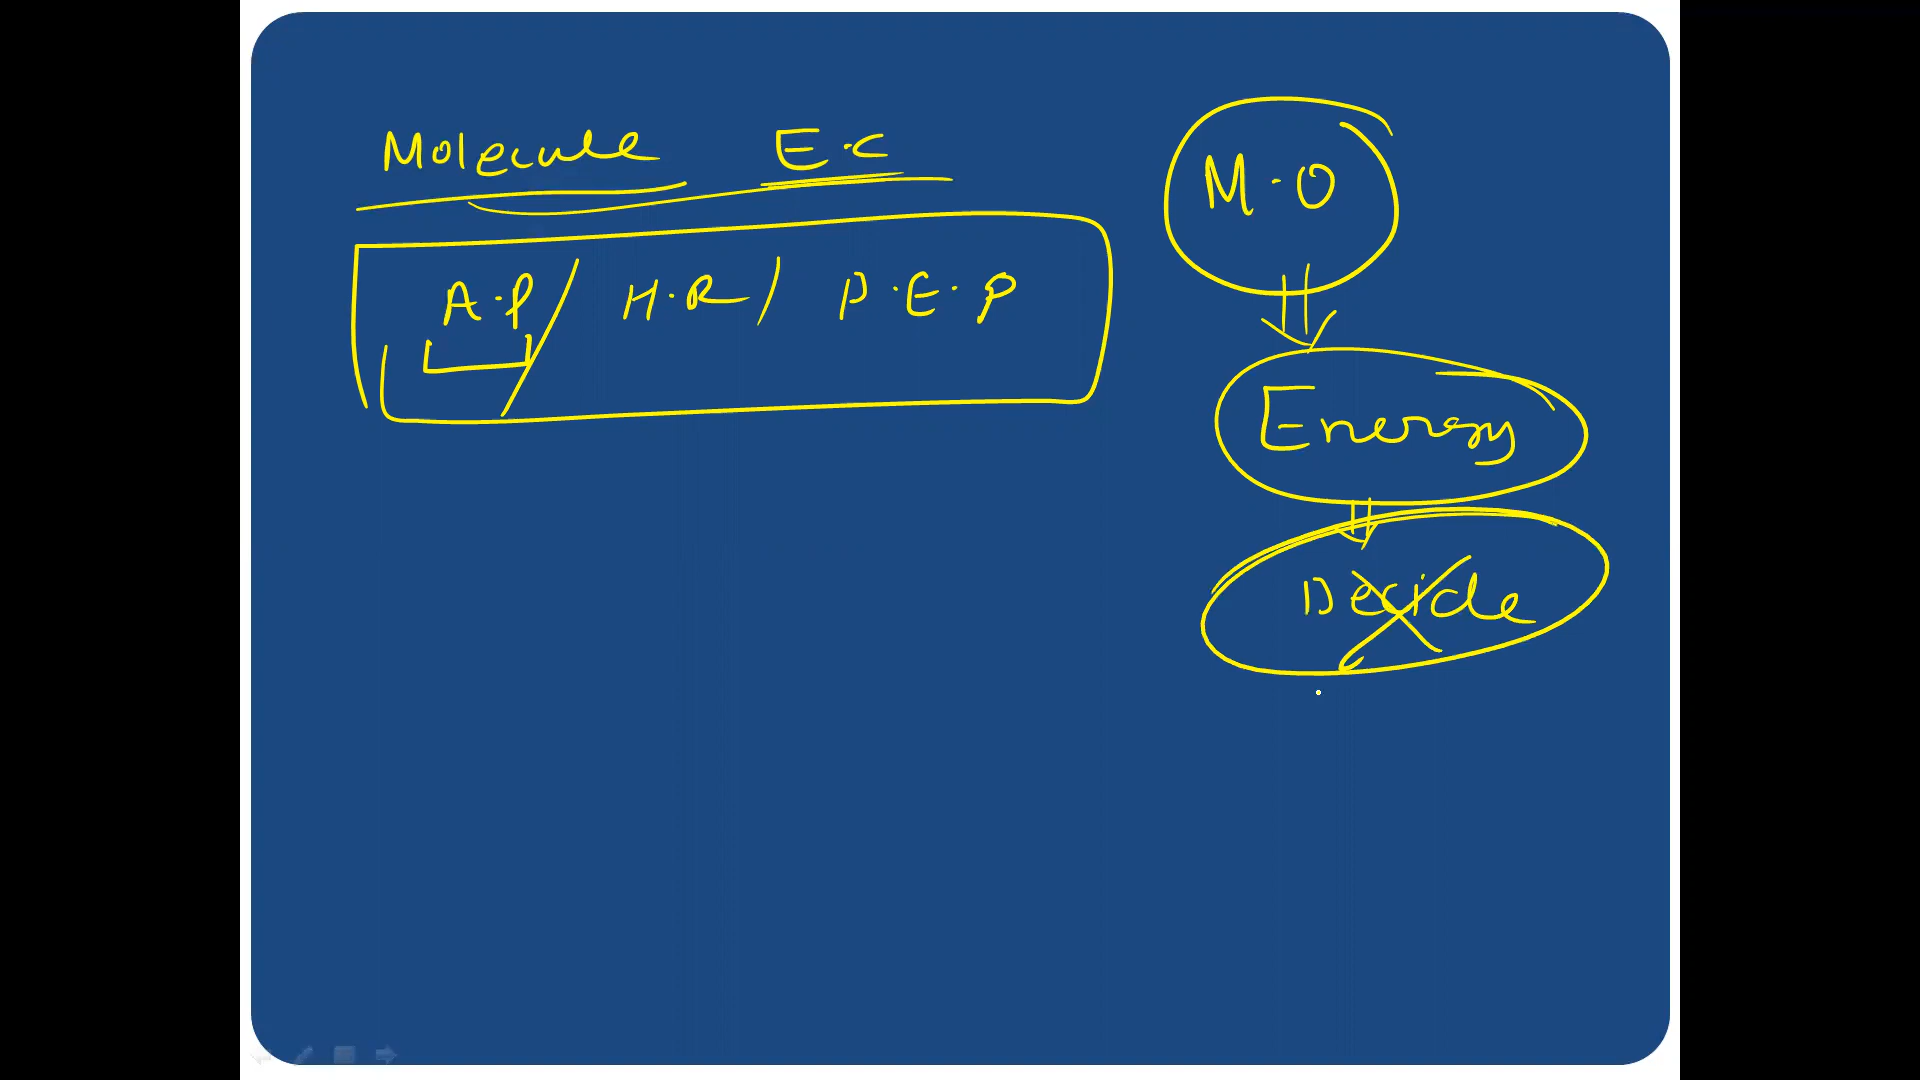 Molecule E.C
A.P / H.R / P.E.P
M.O
Energy
Decide